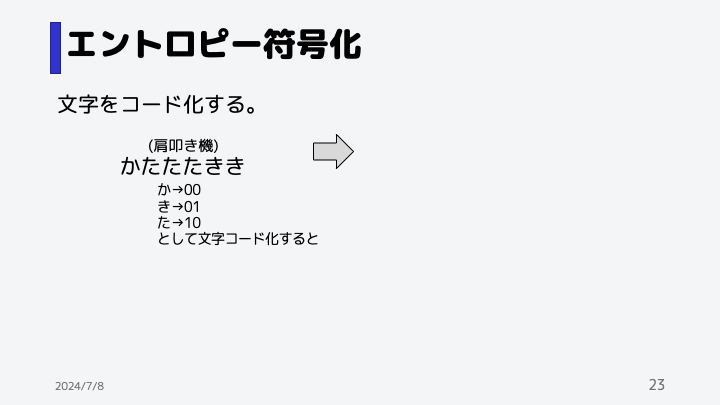 エントロピー符号化
文字をコード化する。
(肩叩き機)
かたたたきき
か→00
き→01
た→10
として文字コード化すると
2024/7/8
23